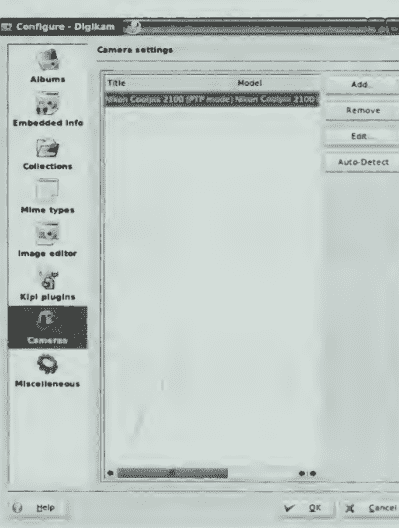 Configure - Digikam
Camera settings
Albums
Embedded Info
Collections
Mime types
Image editor
Kipi plugins
Cameras
Miscellaneous
Title Model
Nikon Coolpix 2100 (PTP mode) Nikon Coolpix 2100
Add...
Remove
Edit...
Auto-Detect
Help
OK
Cancel